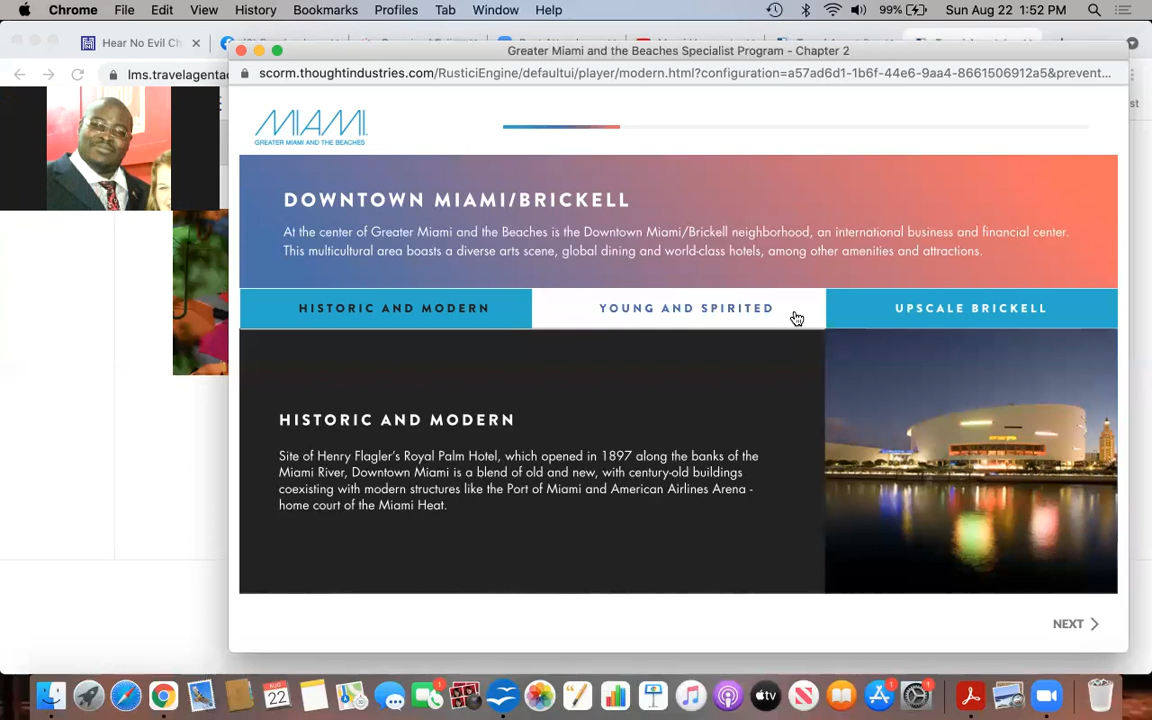 Chrome File Edit View History Bookmarks Profiles Tab Window Help 99% Sun Aug 22 1:52 PM
Hear No Evil Ch
Greater Miami and the Beaches Specialist Program - Chapter 2
lms.travelagentac
scorm.thoughtindustries.com/RusticiEngine/defaultui/player/modern.html?configuration=a57ad6d1-1b6f-44e6-9aa4-8661506912a5&prevent...
MIAMI
GREATER MIAMI AND THE BEACHES
DOWNTOWN MIAMI/BRICKELL
At the center of Greater Miami and the Beaches is the Downtown Miami/Brickell neighborhood, an international business and financial center.
This multicultural area boasts a diverse arts scene, global dining and world-class hotels, among other amenities and attractions.
HISTORIC AND MODERN
YOUNG AND SPIRITED
UPSCALE BRICKELL
HISTORIC AND MODERN
Site of Henry Flagler's Royal Palm Hotel, which opened in 1897 along the banks of the
Miami River, Downtown Miami is a blend of old and new, with century-old buildings
coexisting with modern structures like the Port of Miami and American Airlines Arena -
home court of the Miami Heat.
NEXT
AUG
22
tv